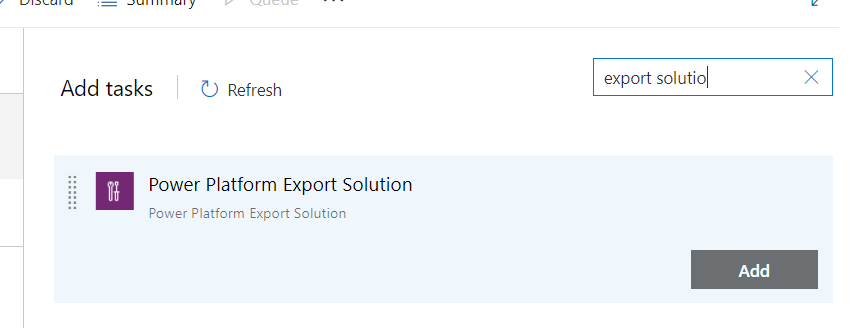 Discard Summary Queue
Add tasks Refresh export solutio
Power Platform Export Solution
Power Platform Export Solution
Add